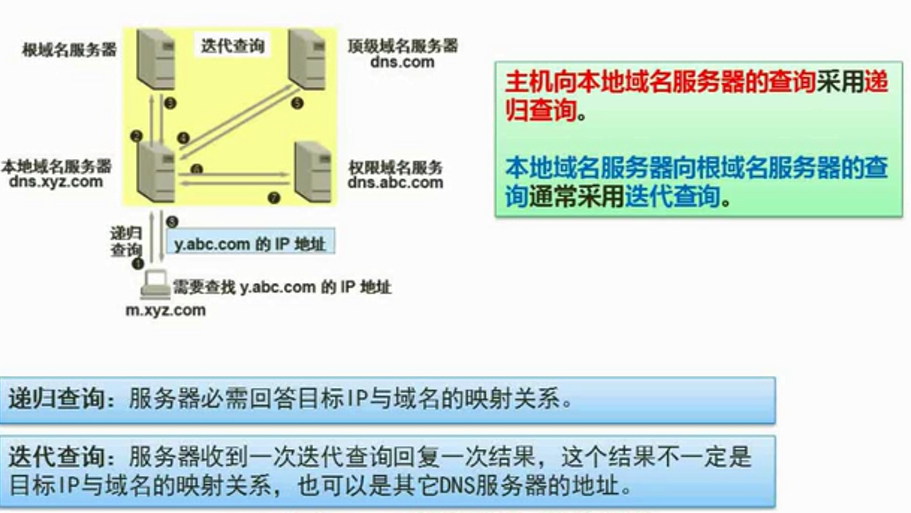 根域名服务器
迭代查询
顶级域名服务器
dns.com
❸
❷
❹
❺
本地域名服务器
dns.xyz.com
❻
权限域名服务
dns.abc.com
❼
递归
查询
❶
y.abc.com 的 IP 地址
需要查找 y.abc.com 的 IP 地址
m.xyz.com
主机向本地域名服务器的查询采用递
归查询。
本地域名服务器向根域名服务器的查
询通常采用迭代查询。
递归查询：服务器必需回答目标IP与域名的映射关系。
迭代查询：服务器收到一次迭代查询回复一次结果，这个结果不一定是
目标IP与域名的映射关系，也可以是其它DNS服务器的地址。